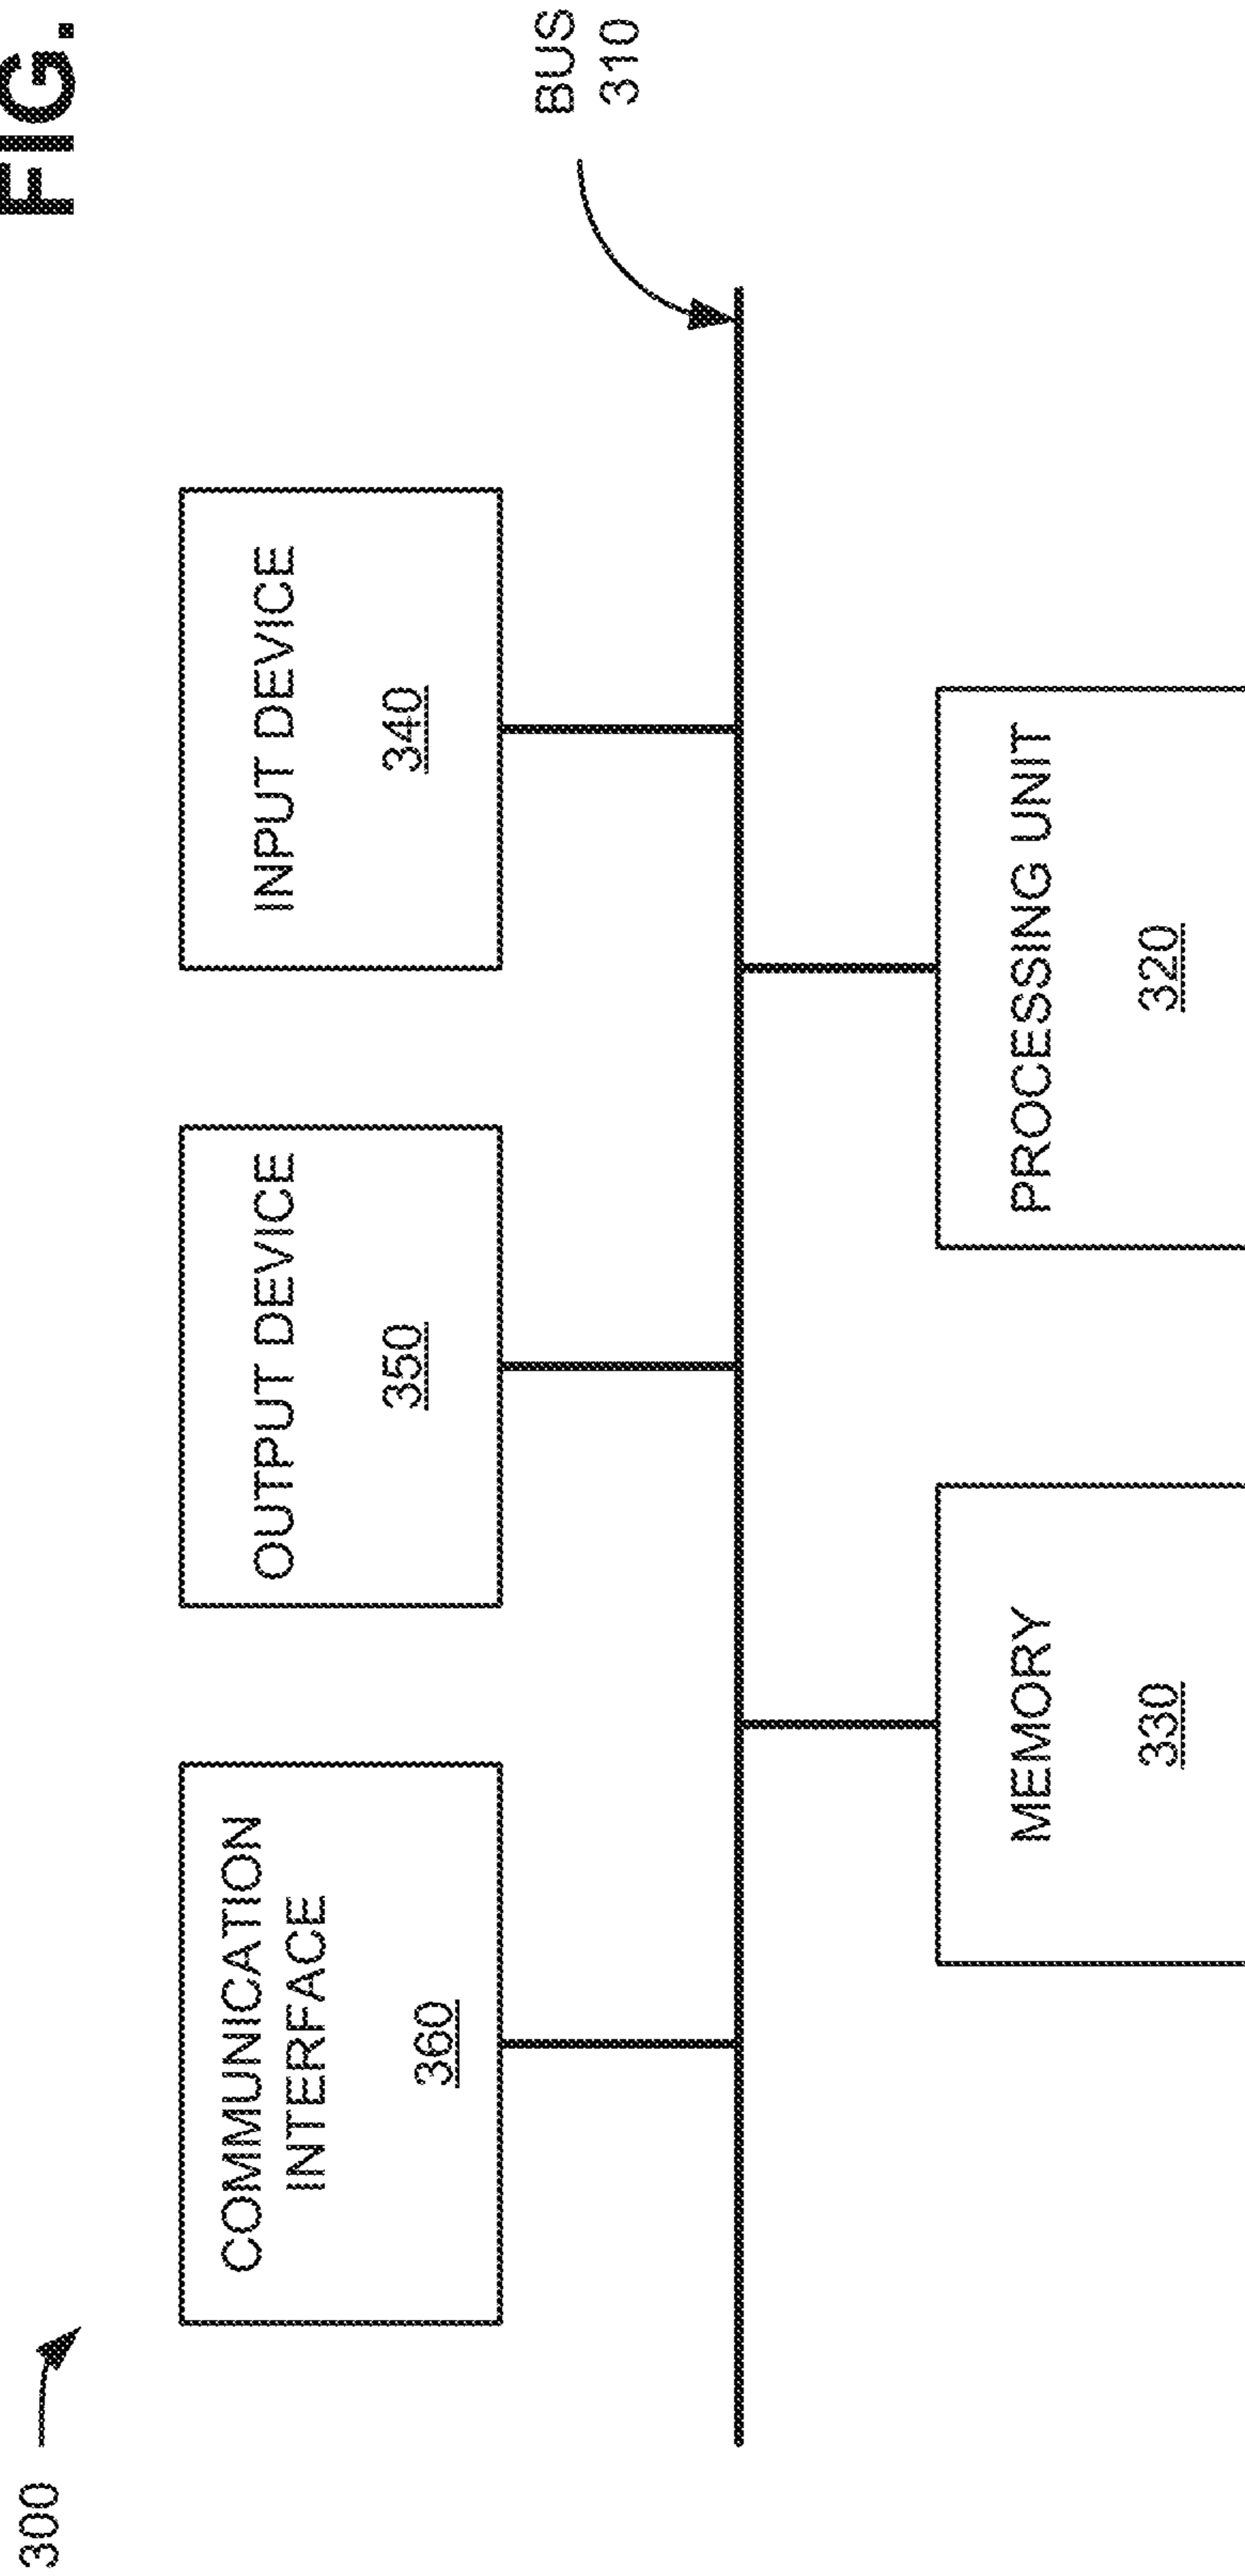 FIG.
300
COMMUNICATION
INTERFACE
360
OUTPUT DEVICE
350
INPUT DEVICE
340
BUS
310
MEMORY
330
PROCESSING UNIT
320